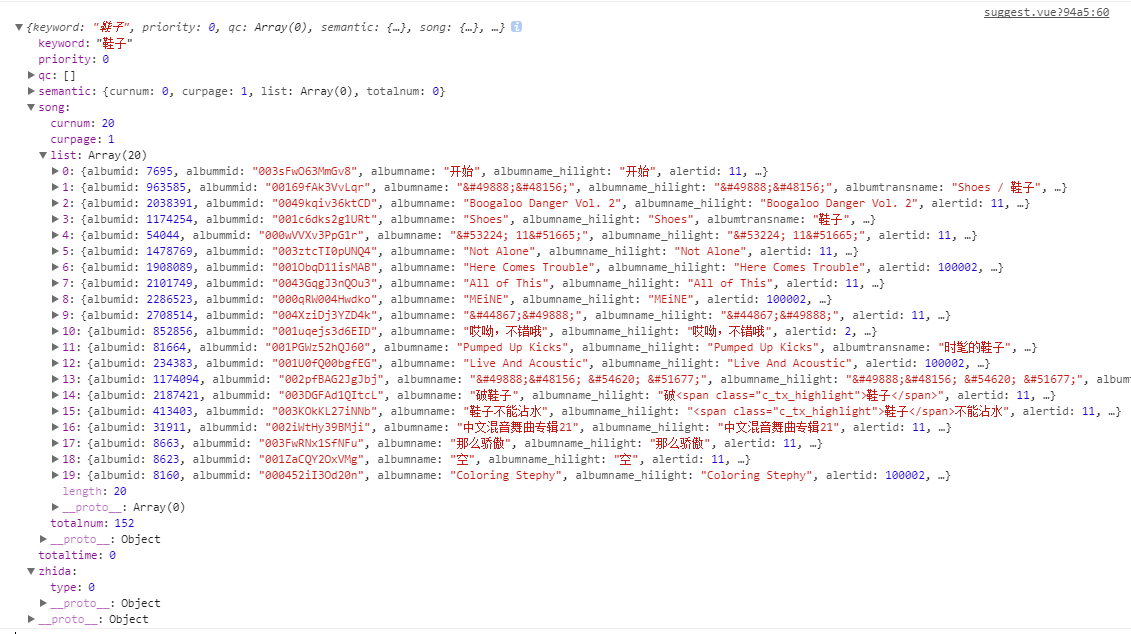 suggest.vue?94a5:60
▼{keyword: "鞋子", priority: 0, qc: Array(0), semantic: {…}, song: {…}, …} i
keyword: "鞋子"
priority: 0
▶qc: []
▶semantic: {curnum: 0, curpage: 1, list: Array(0), totalnum: 0}
▼song:
curnum: 20
curpage: 1
▼list: Array(20)
▶0: {albumid: 7695, albummid: "003sFwO63MmGv8", albumname: "开始", albumname_hilight: "开始", alertid: 11, …}
▶1: {albumid: 963585, albummid: "00169fAk3VvLqr", albumname: "&#49888;&#48156;", albumname_hilight: "&#49888;&#48156;", albumtransname: "Shoes / 鞋子", …}
▶2: {albumid: 2038391, albummid: "0049kqiv36ktCD", albumname: "Boogaloo Danger Vol. 2", albumname_hilight: "Boogaloo Danger Vol. 2", alertid: 11, …}
▶3: {albumid: 1174254, albummid: "001c6dks2g1URt", albumname: "Shoes", albumname_hilight: "Shoes", albumtransname: "鞋子", …}
▶4: {albumid: 54044, albummid: "000wVVXv3PpG1r", albumname: "&#53224; 11&#51665;", albumname_hilight: "&#53224; 11&#51665;", alertid: 11, …}
▶5: {albumid: 1478769, albummid: "003ztcTI0pUNQ4", albumname: "Not Alone", albumname_hilight: "Not Alone", alertid: 11, …}
▶6: {albumid: 1908089, albummid: "001ObqD11isMAB", albumname: "Here Comes Trouble", albumname_hilight: "Here Comes Trouble", alertid: 100002, …}
▶7: {albumid: 2101749, albummid: "0043GqgJ3nQOu3", albumname: "All of This", albumname_hilight: "All of This", alertid: 11, …}
▶8: {albumid: 2286523, albummid: "000qRW004Hwdko", albumname: "MEiNE", albumname_hilight: "MEiNE", alertid: 100002, …}
▶9: {albumid: 2708514, albummid: "004XziDj3YZD4k", albumname: "&#44867;&#49888;", albumname_hilight: "&#44867;&#49888;", alertid: 11, …}
▶10: {albumid: 852856, albummid: "001uqejs3d6EID", albumname: "哎呦，不错哦", albumname_hilight: "哎呦，不错哦", alertid: 2, …}
▶11: {albumid: 81664, albummid: "001PGWz52hQJ60", albumname: "Pumped Up Kicks", albumname_hilight: "Pumped Up Kicks", albumtransname: "时髦的鞋子", …}
▶12: {albumid: 234383, albummid: "001U0fQ00bgfEG", albumname: "Live And Acoustic", albumname_hilight: "Live And Acoustic", alertid: 100002, …}
▶13: {albumid: 1174094, albummid: "002pfBAG2JgJbj", albumname: "&#49888;&#48156; &#54620; &#51677;", albumname_hilight: "&#49888;&#48156; &#54620; &#51677;", albumt
▶14: {albumid: 2187421, albummid: "003DGFAd1QItcL", albumname: "破鞋子", albumname_hilight: "破<span class="c_tx_highlight">鞋子</span>", alertid: 11, …}
▶15: {albumid: 413403, albummid: "003KOkKL27iNNb", albumname: "鞋子不能沾水", albumname_hilight: "<span class="c_tx_highlight">鞋子</span>不能沾水", alertid: 11, …}
▶16: {albumid: 31911, albummid: "002iWtHy39BMji", albumname: "中文混音舞曲专辑21", albumname_hilight: "中文混音舞曲专辑21", alertid: 11, …}
▶17: {albumid: 8663, albummid: "003FwRNx1SfNFu", albumname: "那么骄傲", albumname_hilight: "那么骄傲", alertid: 11, …}
▶18: {albumid: 8623, albummid: "001ZaCQY2OxVMg", albumname: "空", albumname_hilight: "空", alertid: 11, …}
▶19: {albumid: 8160, albummid: "000452iI3Od20n", albumname: "Coloring Stephy", albumname_hilight: "Coloring Stephy", alertid: 100002, …}
length: 20
▶__proto__: Array(0)
totalnum: 152
▶__proto__: Object
totaltime: 0
▼zhida:
type: 0
▶__proto__: Object
▶__proto__: Object